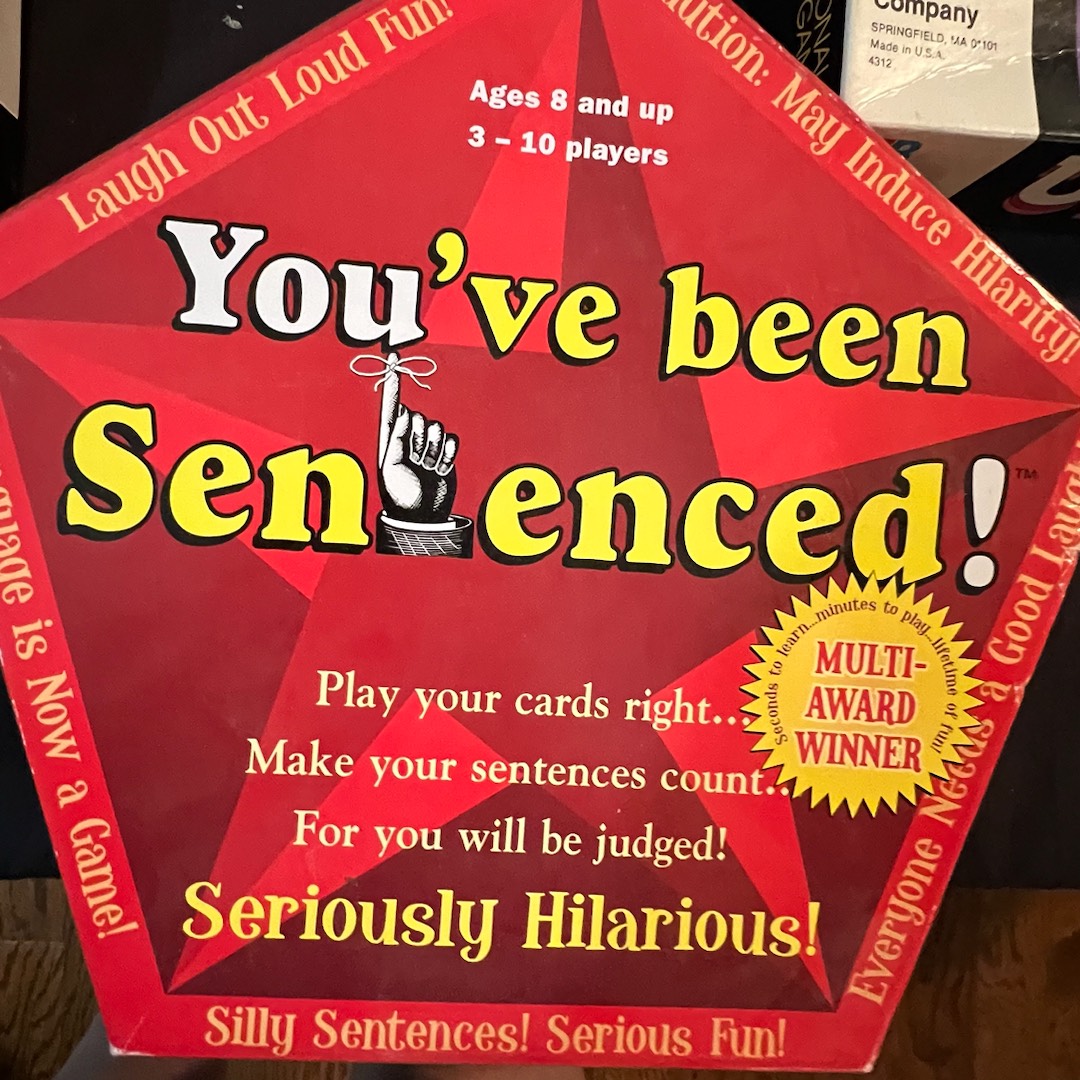 Laugh Out Loud Fun!
May Induce Hilarity!
Company
SPRINGFIELD, MA 01101
Made in U.S.A.
4312
Ages 8 and up
3 – 10 players
You've been
Sentenced!™
Seconds to learn...minutes to play...lifetime of fun!
MULTI-
AWARD
WINNER
Play your cards right...
Make your sentences count..
For you will be judged!
Seriously Hilarious!
is Now a Game!
Everyone Needs a Good Laugh
Silly Sentences! Serious Fun!